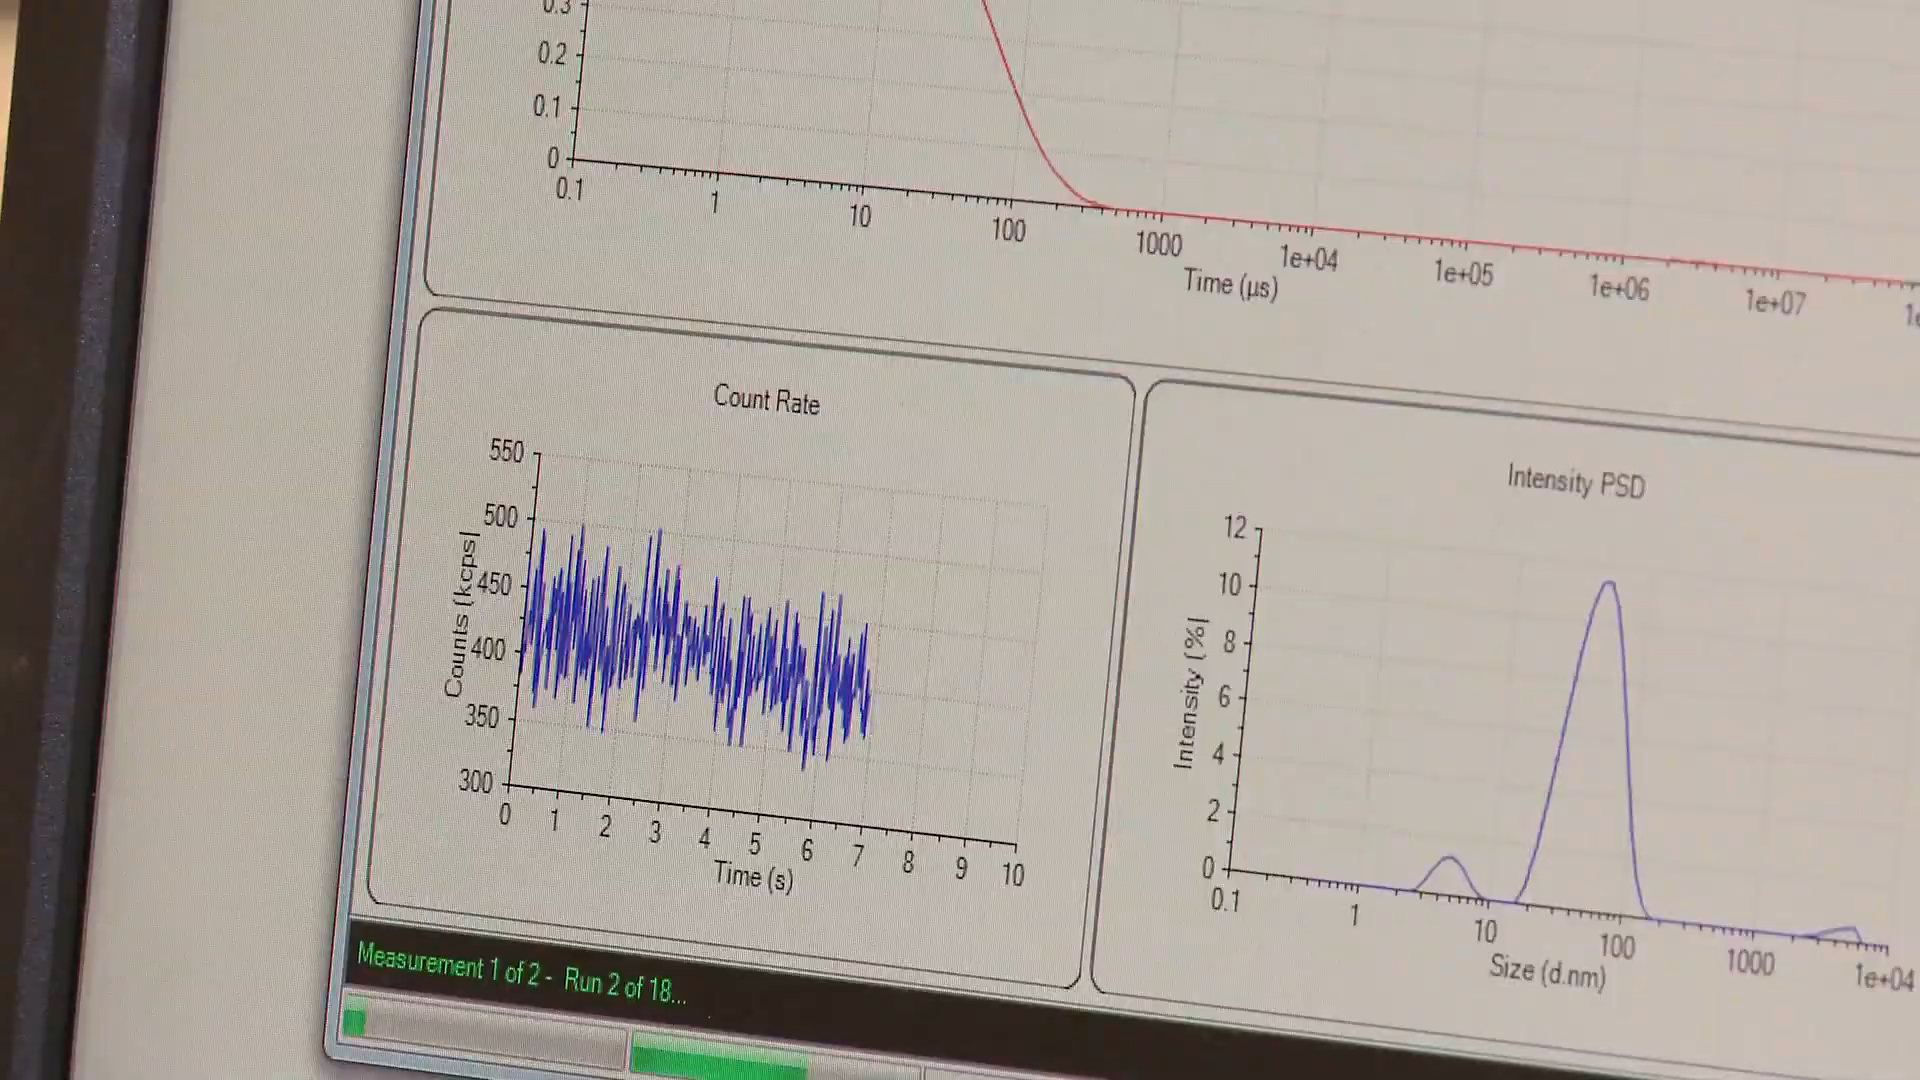 0.3
0.2
0.1
0
0.1 1 10 100 1000 1e+04 1e+05 1e+06 1e+07
Time (µs)
Count Rate
550
500
450
400
350
300
Counts (kcps)
0 1 2 3 4 5 6 7 8 9 10
Time (s)
Intensity PSD
12
10
8
6
4
2
0
Intensity (%)
0.1 1 10 100 1000 1e+04
Size (d.nm)
Measurement 1 of 2 - Run 2 of 18...